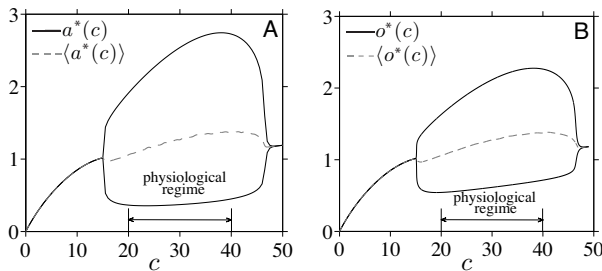 A
a*(c)
⟨a*(c)⟩
3
2
1
0
physiological
regime
0 10 20 30 40 50
c
B
o*(c)
⟨o*(c)⟩
3
2
1
0
physiological
regime
0 10 20 30 40 50
c